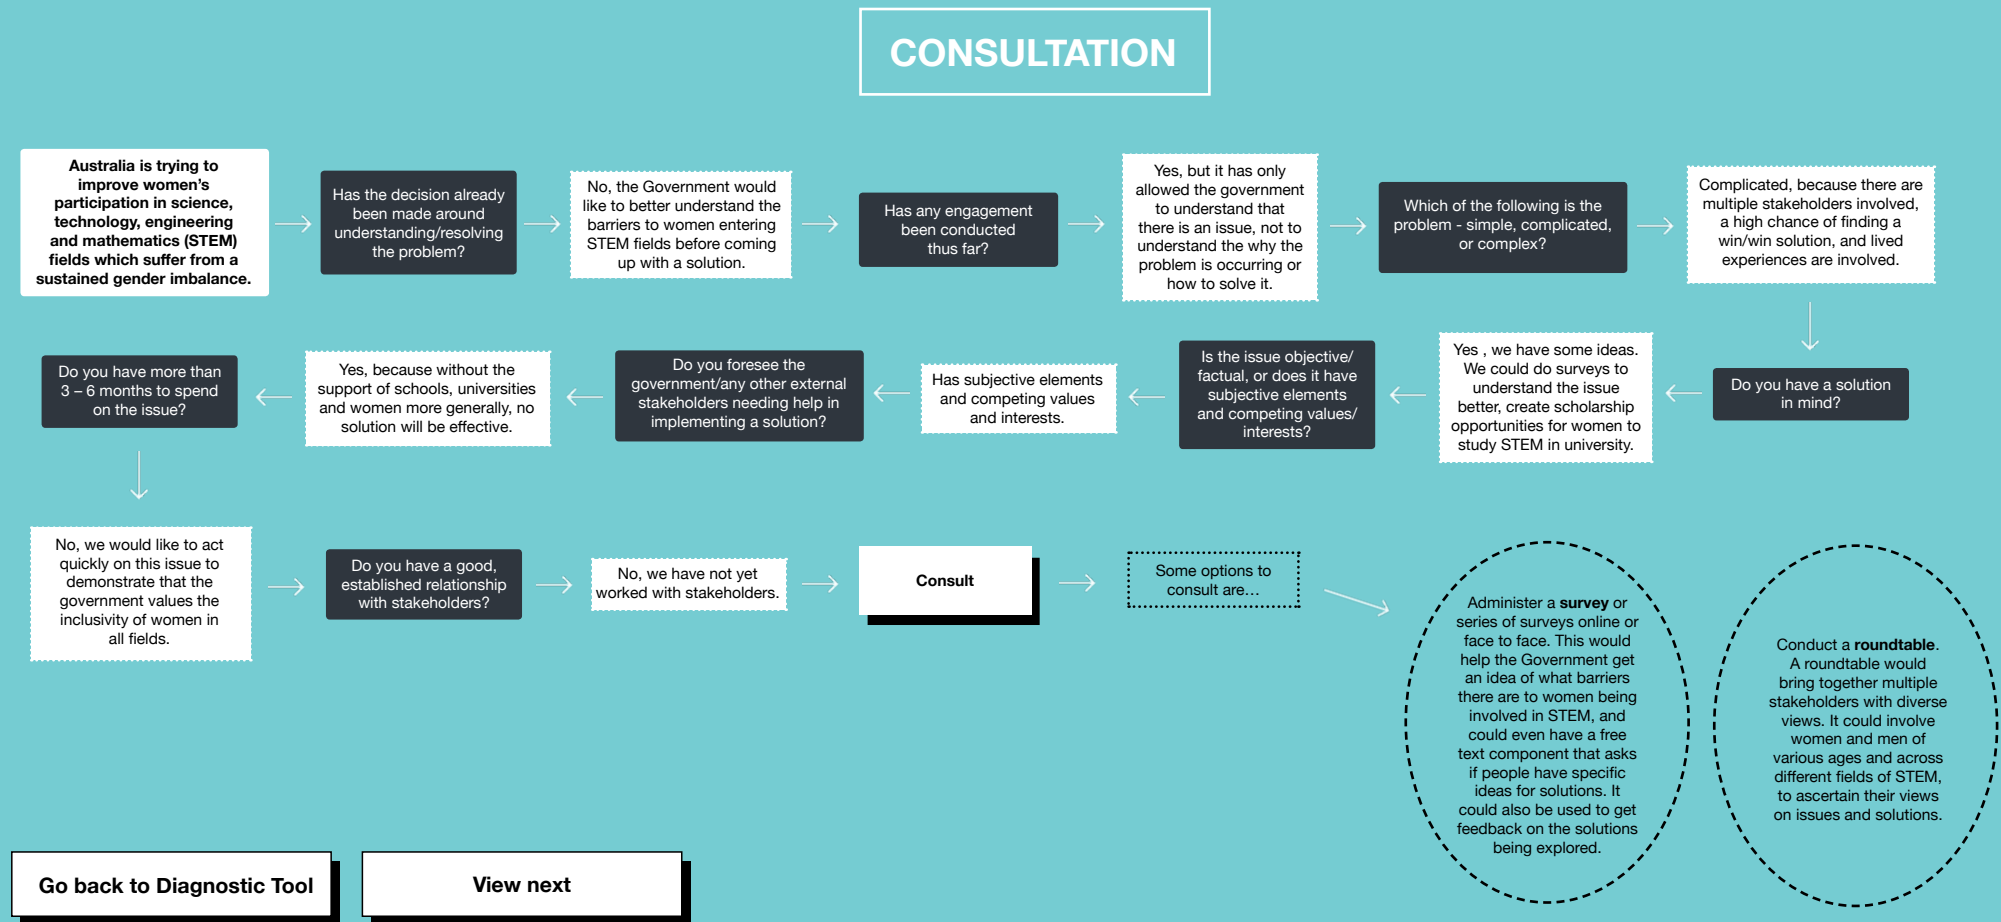 CONSULTATION
Australia is trying to
improve women's
participation in science,
technology, engineering
and mathematics (STEM)
fields which suffer from a
sustained gender imbalance.
Has the decision already
been made around
understanding/resolving
the problem?
No, the Government would
like to better understand the
barriers to women entering
STEM fields before coming
up with a solution.
Has any engagement
been conducted
thus far?
Yes, but it has only
allowed the government
to understand that
there is an issue, not to
understand the why the
problem is occurring or
how to solve it.
Which of the following is the
problem - simple, complicated,
or complex?
Complicated, because there are
multiple stakeholders involved,
a high chance of finding a
win/win solution, and lived
experiences are involved.
Do you have a solution
in mind?
Yes , we have some ideas.
We could do surveys to
understand the issue
better, create scholarship
opportunities for women to
study STEM in university.
Is the issue objective/
factual, or does it have
subjective elements
and competing values/
interests?
Has subjective elements
and competing values
and interests.
Do you foresee the
government/any other external
stakeholders needing help in
implementing a solution?
Yes, because without the
support of schools, universities
and women more generally, no
solution will be effective.
Do you have more than
3 – 6 months to spend
on the issue?
No, we would like to act
quickly on this issue to
demonstrate that the
government values the
inclusivity of women in
all fields.
Do you have a good,
established relationship
with stakeholders?
No, we have not yet
worked with stakeholders.
Consult
Some options to
consult are…
Administer a survey or
series of surveys online or
face to face. This would
help the Government get
an idea of what barriers
there are to women being
involved in STEM, and
could even have a free
text component that asks
if people have specific
ideas for solutions. It
could also be used to get
feedback on the solutions
being explored.
Conduct a roundtable.
A roundtable would
bring together multiple
stakeholders with diverse
views. It could involve
women and men of
various ages and across
different fields of STEM,
to ascertain their views
on issues and solutions.
Go back to Diagnostic Tool
View next